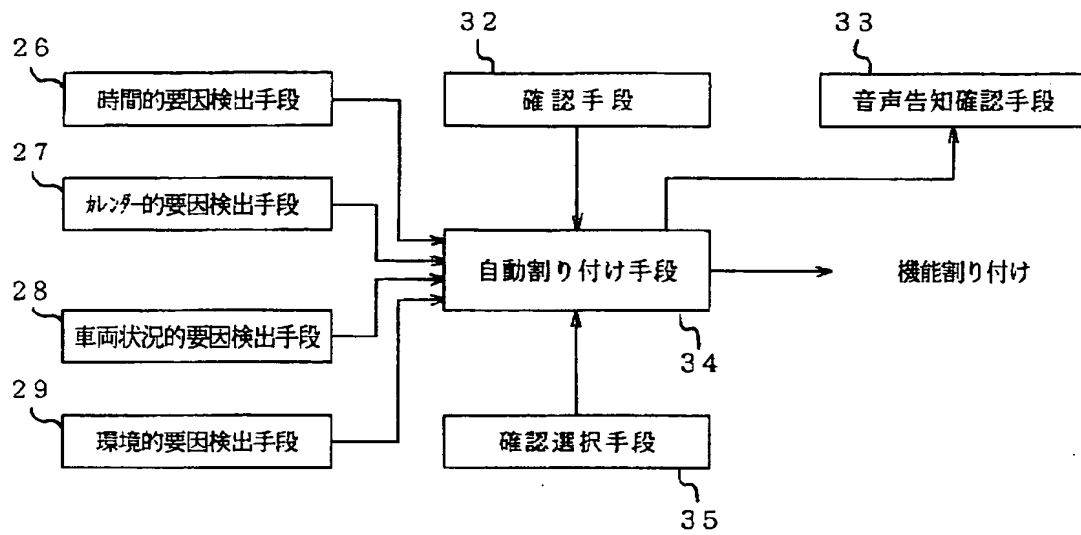 32
33
26
時間的要因検出手段
確認手段
音声告知確認手段
27
カレンダー的要因検出手段
自動割り付け手段
機能割り付け
28
車両状況的要因検出手段
34
29
環境的要因検出手段
確認選択手段
35